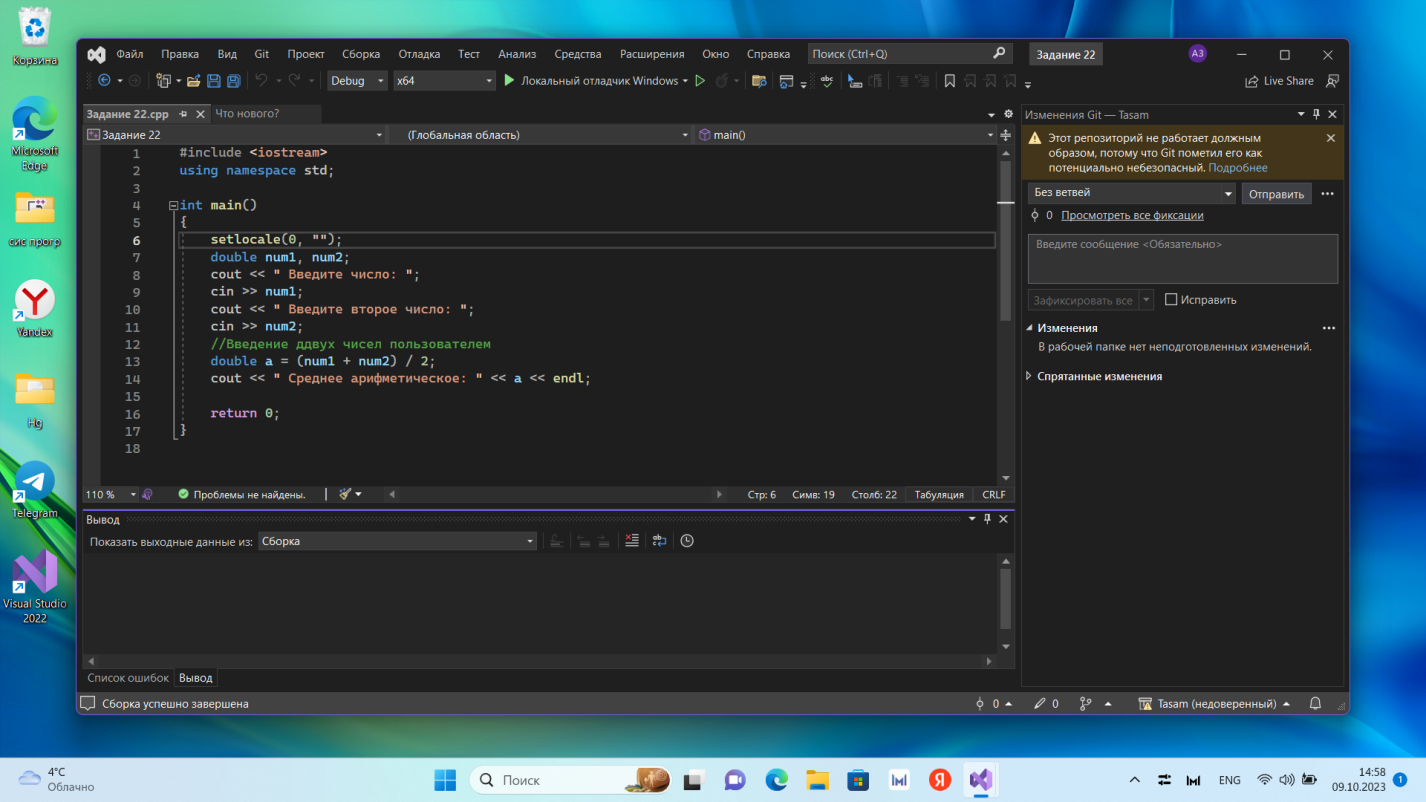 Корзина
Microsoft
Edge
сис прогр
Yandex
Hg
Telegram
Visual Studio
2022
Файл Правка Вид Git Проект Сборка Отладка Тест Анализ Средства Расширения Окно Справка Поиск (Ctrl+Q) Задание 22 АЗ
Debug x64 Локальный отладчик Windows Live Share
Задание 22.cpp Что нового?
Задание 22 (Глобальная область) main()
1 #include <iostream>
2 using namespace std;
3
4 int main()
5 {
6 setlocale(0, "");
7 double num1, num2;
8 cout << " Введите число: ";
9 cin >> num1;
10 cout << " Введите второе число: ";
11 cin >> num2;
12 //Введение ддвух чисел пользователем
13 double a = (num1 + num2) / 2;
14 cout << " Среднее арифметическое: " << a << endl;
15
16 return 0;
17 }
18
110 % Проблемы не найдены. Стр: 6 Симв: 19 Столб: 22 Табуляция CRLF
Вывод
Показать выходные данные из: Сборка
Список ошибок Вывод
Изменения Git — Tasam
Этот репозиторий не работает должным
образом, потому что Git пометил его как
потенциально небезопасный. Подробнее
Без ветвей Отправить
0 Просмотреть все фиксации
Введите сообщение <Обязательно>
Зафиксировать все Исправить
Изменения
В рабочей папке нет неподготовленных изменений.
Спрятанные изменения
Сборка успешно завершена 0 0 Tasam (недоверенный)
4°C
Облачно
Поиск
ENG
14:58
09.10.2023
1